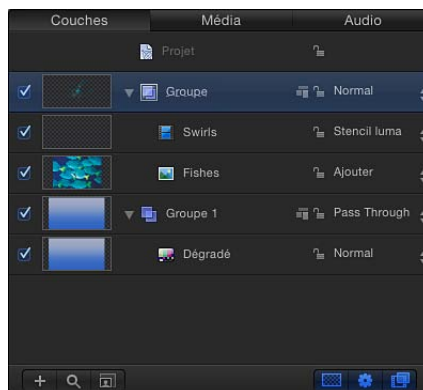 Couches Média Audio
Projet
Groupe Normal
Swirls Stencil luma
Fishes Ajouter
Groupe 1 Pass Through
Dégradé Normal